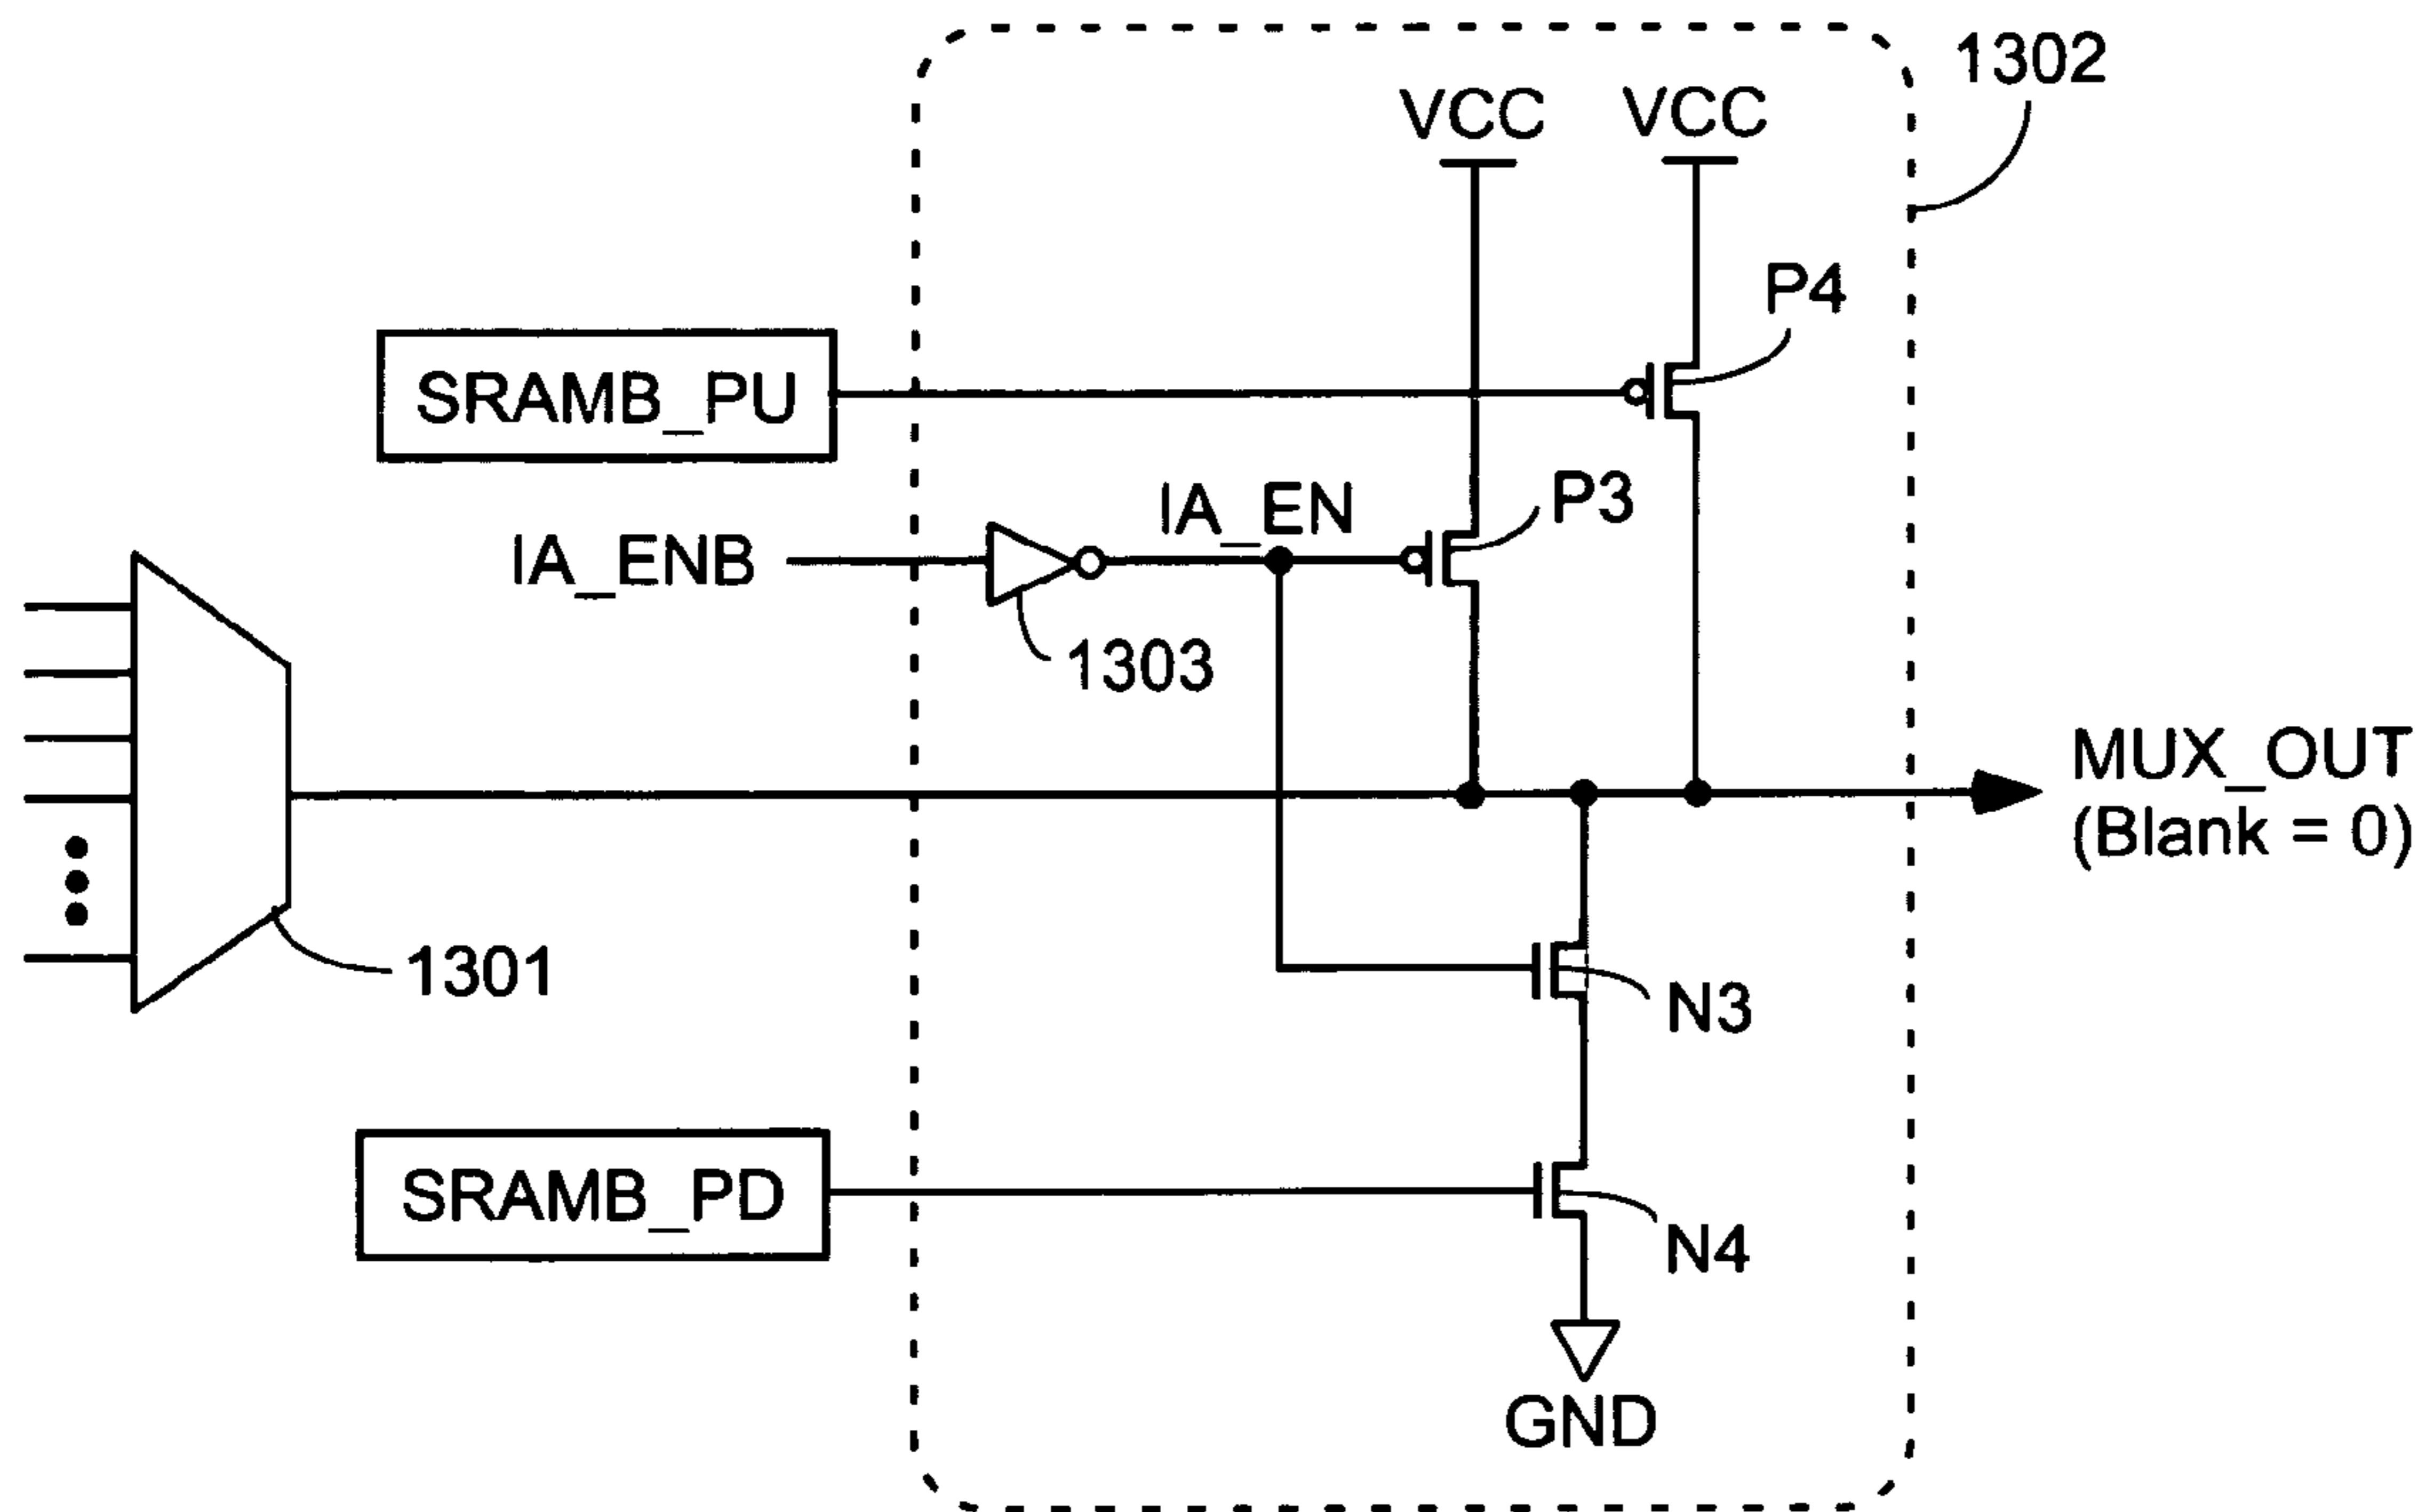 1302
VCC
VCC
P4
SRAMB_PU
P3
IA_EN
IA_ENB
1303
MUX_OUT
(Blank = 0)
1301
N3
SRAMB_PD
N4
GND